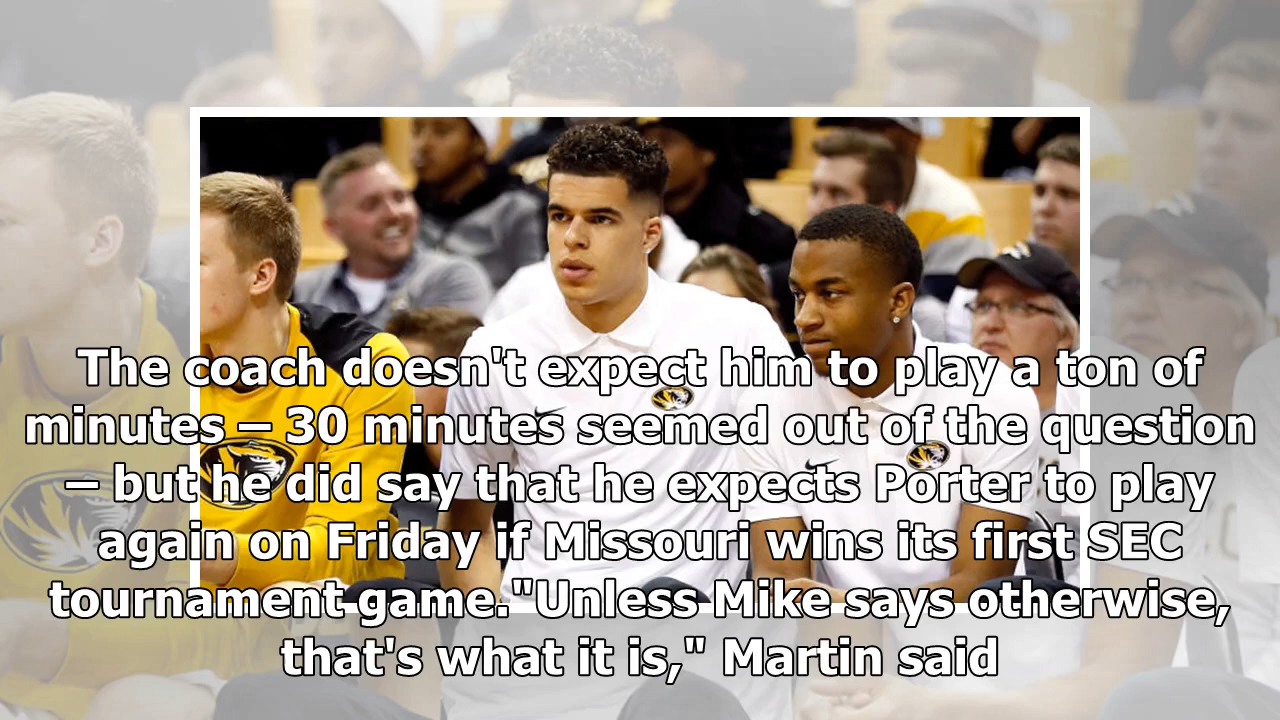 The coach doesn't expect him to play a ton of
minutes – 30 minutes seemed out of the question
– but he did say that he expects Porter to play
again on Friday if Missouri wins its first SEC
tournament game."Unless Mike says otherwise,
that's what it is," Martin said